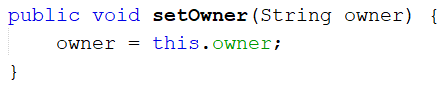 public void setOwner(String owner) {
    owner = this.owner;
}